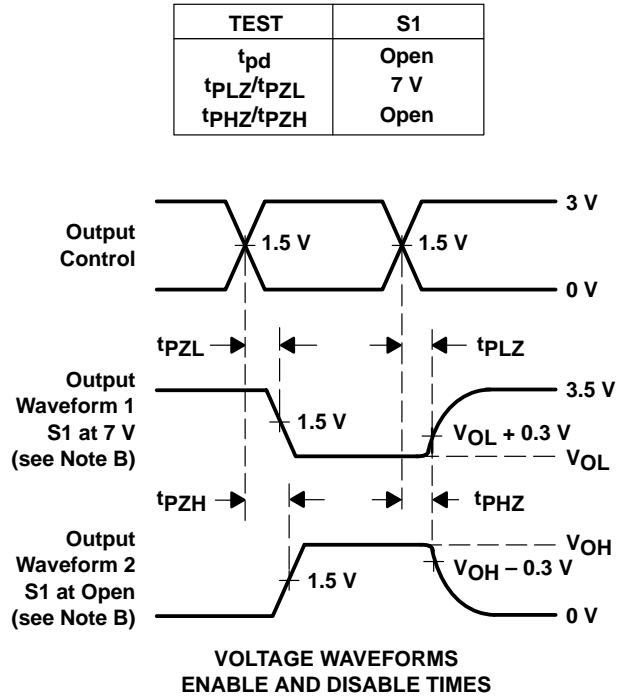 TEST S1
tpd Open
tPLZ/tPZL 7 V
tPHZ/tPZH Open
3 V
Output
Control
1.5 V 1.5 V
0 V
tPZL tPLZ
Output
Waveform 1
S1 at 7 V
(see Note B)
3.5 V
1.5 V
VOL + 0.3 V
VOL
tPZH tPHZ
Output
Waveform 2
S1 at Open
(see Note B)
VOH
1.5 V
VOH – 0.3 V
0 V
VOLTAGE WAVEFORMS
ENABLE AND DISABLE TIMES